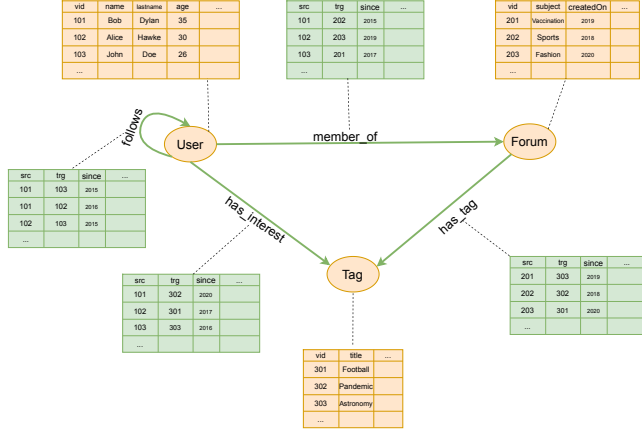 vid name lastname age ...
101 Bob Dylan 35
102 Alice Hawke 30
103 John Doe 26
...
src trg since ...
101 202 2015
102 203 2019
103 201 2017
...
vid subject createdOn ...
201 Vaccination 2019
202 Sports 2018
203 Fashion 2020
...
follows
User
member_of
Forum
src trg since ...
101 103 2015
101 102 2016
102 103 2015
...
has_interest
has_tag
Tag
src trg since ...
101 302 2020
102 301 2017
103 303 2016
...
src trg since ...
201 303 2019
202 302 2018
203 301 2020
...
vid title ...
301 Football
302 Pandemic
303 Astronomy
...